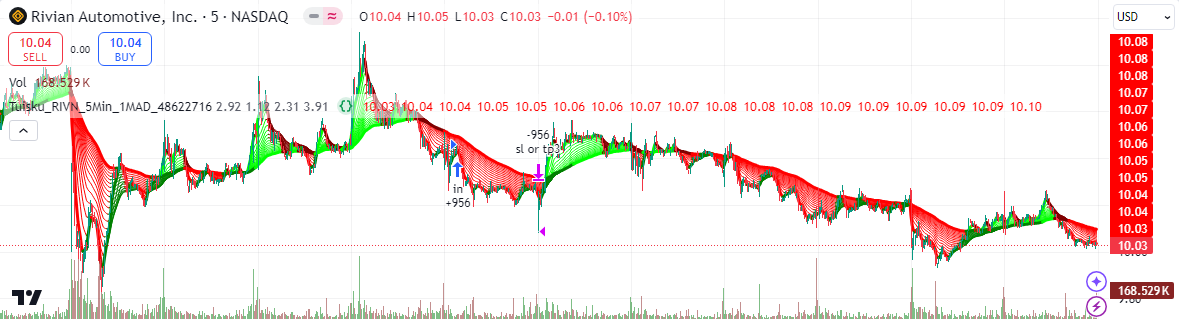 Rivian Automotive, Inc. · 5 · NASDAQ O10.04 H10.05 L10.03 C10.03 −0.01 (−0.10%)
USD
10.04
SELL
0.00
10.04
BUY
Vol 168.529 K
Tuisku_RIVN_5Min_1MAD_48622716 2.92 1.12 2.31 3.91 10.03 10.04 10.04 10.05 10.05 10.06 10.06 10.07 10.07 10.08 10.08 10.08 10.09 10.09 10.09 10.09 10.09 10.10
-956
sl or tp3
in
+956
10.08
10.08
10.08
10.07
10.07
10.06
10.06
10.05
10.05
10.04
10.04
10.03
10.03
168.529 K